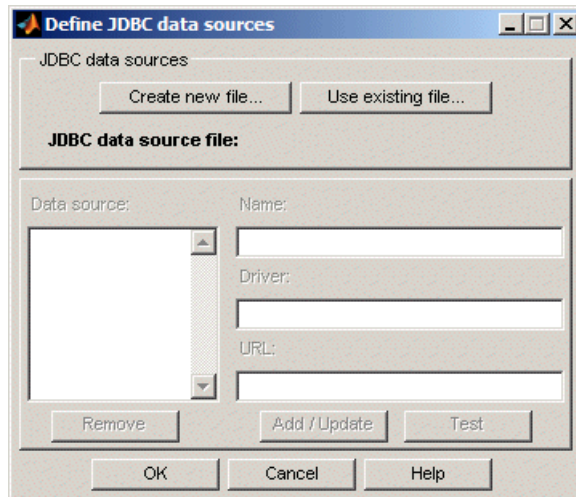 Define JDBC data sources
JDBC data sources
Create new file... Use existing file...
JDBC data source file:
Data source: Name:
Driver:
URL:
Remove Add / Update Test
OK Cancel Help